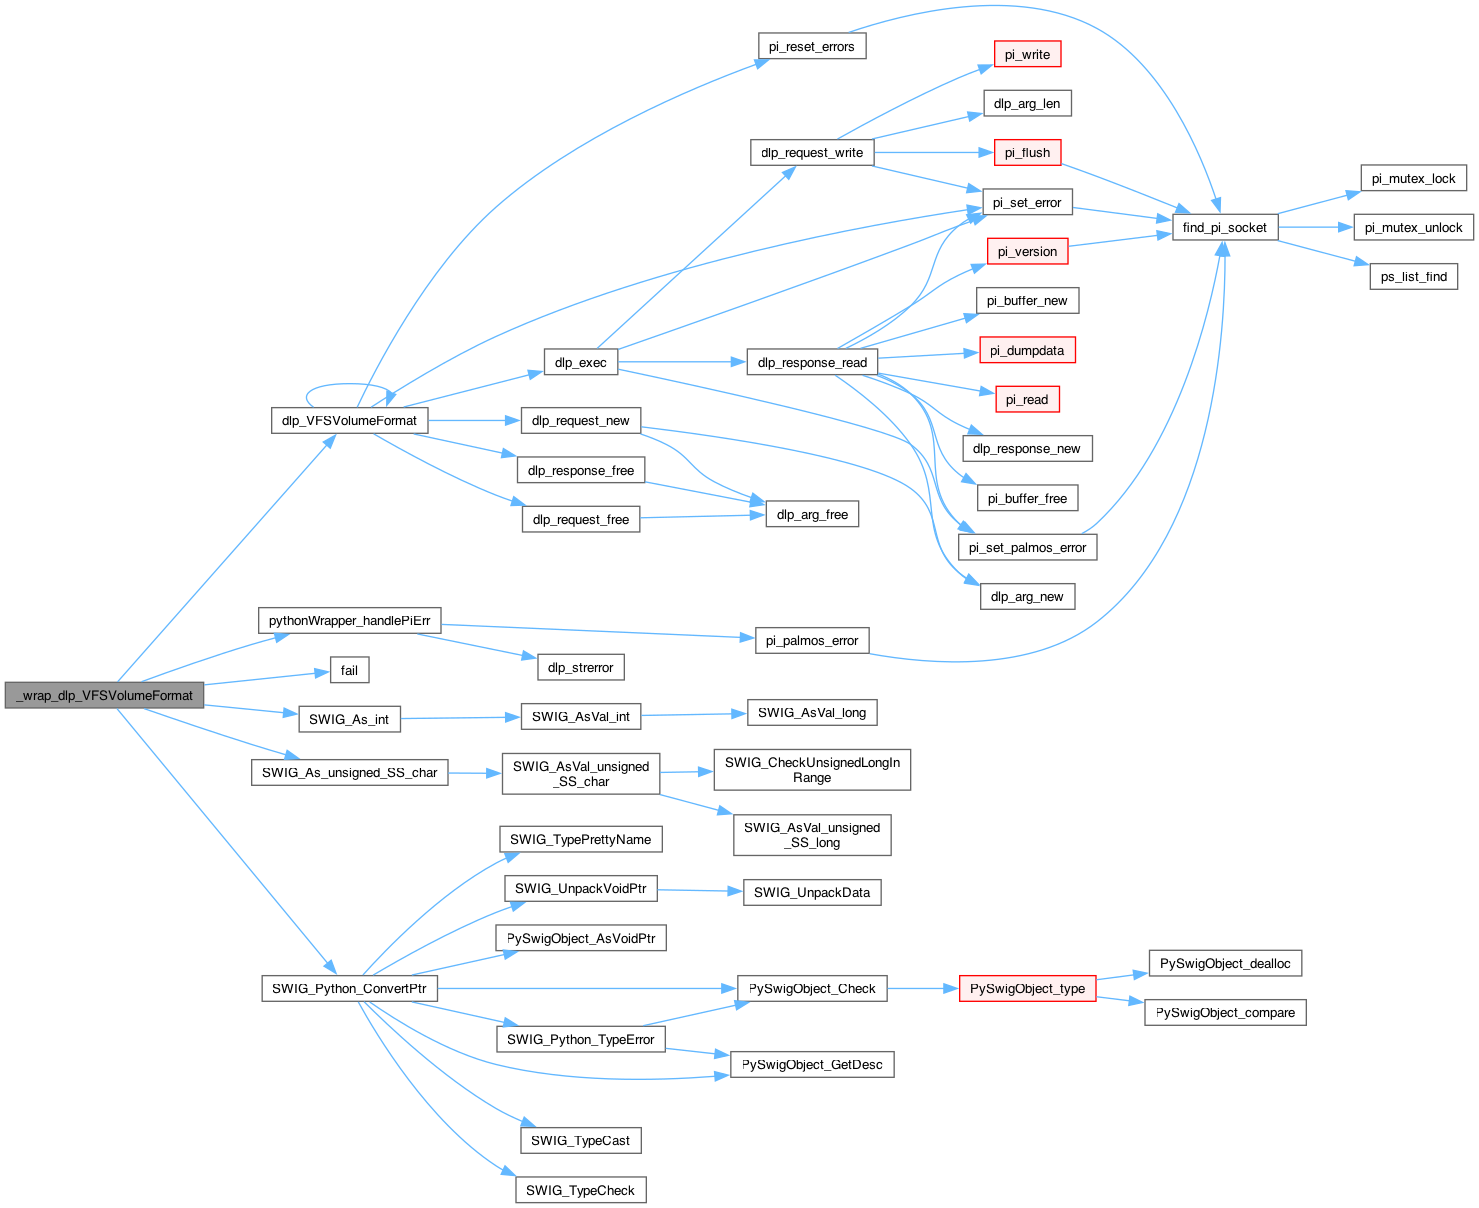 pi_reset_errors
pi_write
dlp_arg_len
dlp_request_write
pi_flush
pi_mutex_lock
pi_set_error
find_pi_socket
pi_mutex_unlock
pi_version
ps_list_find
pi_buffer_new
dlp_exec
dlp_response_read
pi_dumpdata
pi_read
dlp_VFSVolumeFormat
dlp_request_new
dlp_response_new
dlp_response_free
pi_buffer_free
dlp_request_free
dlp_arg_free
pi_set_palmos_error
dlp_arg_new
pythonWrapper_handlePiErr
pi_palmos_error
fail
dlp_strerror
_wrap_dlp_VFSVolumeFormat
SWIG_As_int
SWIG_AsVal_int
SWIG_AsVal_long
SWIG_As_unsigned_SS_char
SWIG_AsVal_unsigned
_SS_char
SWIG_CheckUnsignedLongIn
Range
SWIG_AsVal_unsigned
_SS_long
SWIG_TypePrettyName
SWIG_UnpackVoidPtr
SWIG_UnpackData
PySwigObject_AsVoidPtr
SWIG_Python_ConvertPtr
PySwigObject_Check
PySwigObject_type
PySwigObject_dealloc
PySwigObject_compare
SWIG_Python_TypeError
PySwigObject_GetDesc
SWIG_TypeCast
SWIG_TypeCheck